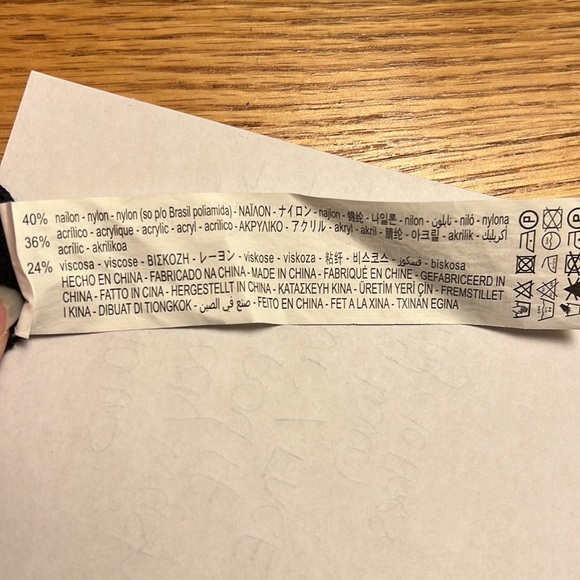 40% nailon - nylon - nylon (so p/o Brasil poliamida) - ΝΑΪΛΟΝ - ナイロン - najlon - 锦纶 - 나일론 - nilon - نايلون - niló - nylona
36% acrílico - acrylique - acrylic - acryl - acrilico - ΑΚΡΥΛΙΚΟ - アクリル - akryl - akril - 腈纶 - 아크릴 - akrilik - أكريليك -
acrílic - akrilikoa
24% viscosa - viscose - ΒΙΣΚΟΖΗ - レーヨン - viskose - viskoza - 粘纤 - 비스코스 - فسكوز - biskosa
HECHO EN CHINA - FABRICADO NA CHINA - MADE IN CHINA - FABRIQUÉ EN CHINE - GEFABRICEERD IN
CHINA - FATTO IN CINA - HERGESTELLT IN CHINA - ΚΑΤΑΣΚΕΥΗ ΚΙΝΑ - ÜRETİM YERİ ÇİN - FREMSTILLET
I KINA - DIBUAT DI TIONGKOK - صنع في الصين - FEITO EN CHINA - FET A LA XINA - TXINAN EGINA